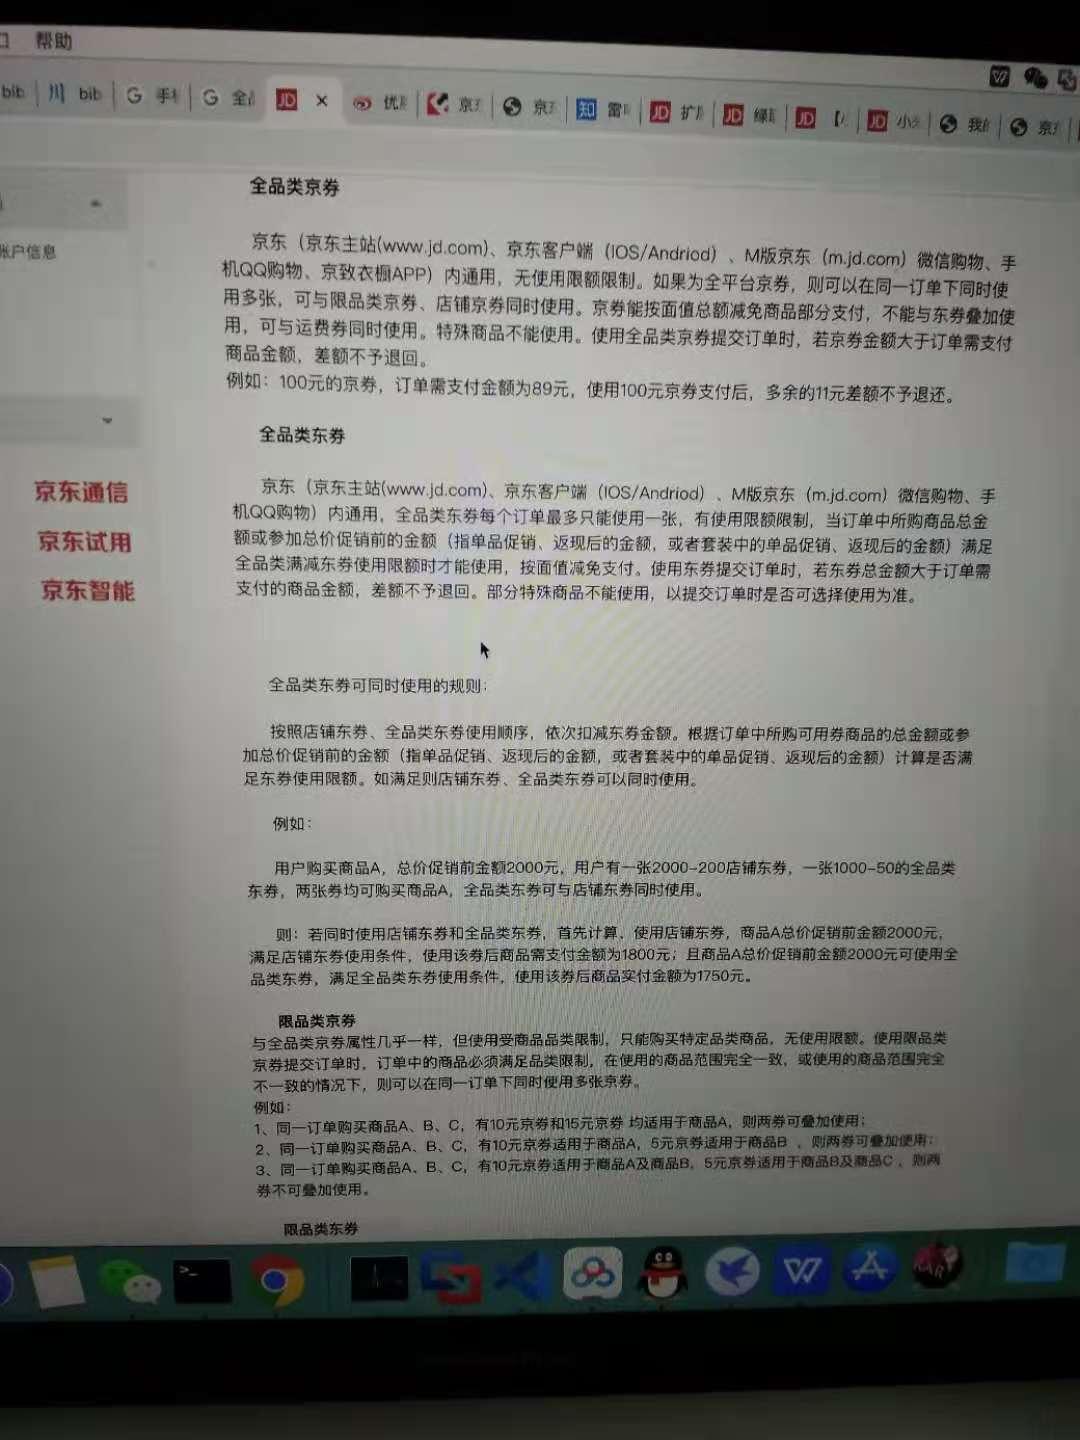 帮助
bib
bib
手
全
优
京
京
知
雷
扩
绿
小
我
京
全品类京券
账户信息
京东（京东主站(www.jd.com)、京东客户端（IOS/Andriod）、M版京东（m.jd.com）微信购物、手
机QQ购物、京致衣橱APP）内通用，无使用限额限制。如果为全平台京券，则可以在同一订单下同时使
用多张，可与限品类京券、店铺京券同时使用。京券能按面值总额减免商品部分支付，不能与东券叠加使
用，可与运费券同时使用。特殊商品不能使用。使用全品类京券提交订单时，若京券金额大于订单需支付
商品金额，差额不予退回。
例如：100元的京券，订单需支付金额为89元，使用100元京券支付后，多余的11元差额不予退还。
全品类东券
京东通信
京东试用
京东智能
京东（京东主站(www.jd.com)、京东客户端（IOS/Andriod）、M版京东（m.jd.com）微信购物、手
机QQ购物）内通用，全品类东券每个订单最多只能使用一张，有使用限额限制，当订单中所购商品总金
额或参加总价促销前的金额（指单品促销、返现后的金额，或者套装中的单品促销、返现后的金额）满足
全品类满减东券使用限额时才能使用，按面值减免支付。使用东券提交订单时，若东券总金额大于订单需
支付的商品金额，差额不予退回。部分特殊商品不能使用，以提交订单时是否可选择使用为准。
全品类东券可同时使用的规则：
按照店铺东券、全品类东券使用顺序，依次扣减东券金额。根据订单中所购可用券商品的总金额或参
加总价促销前的金额（指单品促销、返现后的金额，或者套装中的单品促销、返现后的金额）计算是否满
足东券使用限额。如满足则店铺东券、全品类东券可以同时使用。
例如：
用户购买商品A，总价促销前金额2000元，用户有一张2000-200店铺东券，一张1000-50的全品类
东券，两张券均可购买商品A，全品类东券可与店铺东券同时使用。
则：若同时使用店铺东券和全品类东券，首先计算，使用店铺东券，商品A总价促销前金额2000元，
满足店铺东券使用条件，使用该券后商品需支付金额为1800元；且商品A总价促销前金额2000元可使用全
品类东券，满足全品类东券使用条件，使用该券后商品实付金额为1750元。
限品类京券
与全品类京券属性几乎一样，但使用受商品品类限制，只能购买特定品类商品，无使用限额。使用限品类
京券提交订单时，订单中的商品必须满足品类限制，在使用的商品范围完全一致，或使用的商品范围完全
不一致的情况下，则可以在同一订单下同时使用多张京券。
例如：
1、同一订单购买商品A、B、C，有10元京券和15元京券 均适用于商品A，则两券可叠加使用；
2、同一订单购买商品A、B、C，有10元京券适用于商品A，5元京券适用于商品B ，则两券可叠加使用；
3、同一订单购买商品A、B、C，有10元京券适用于商品A及商品B，5元京券适用于商品B及商品C ，则两
券不可叠加使用。
限品类东券